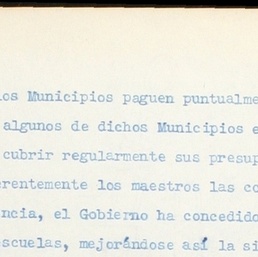 los Municipios paguen puntualme
algunos de dichos Municipios e
cubrir regularmente sus presup
erentemente los maestros las co
ncia, el Gobierno ha concedido
escuelas, mejorándose así la si